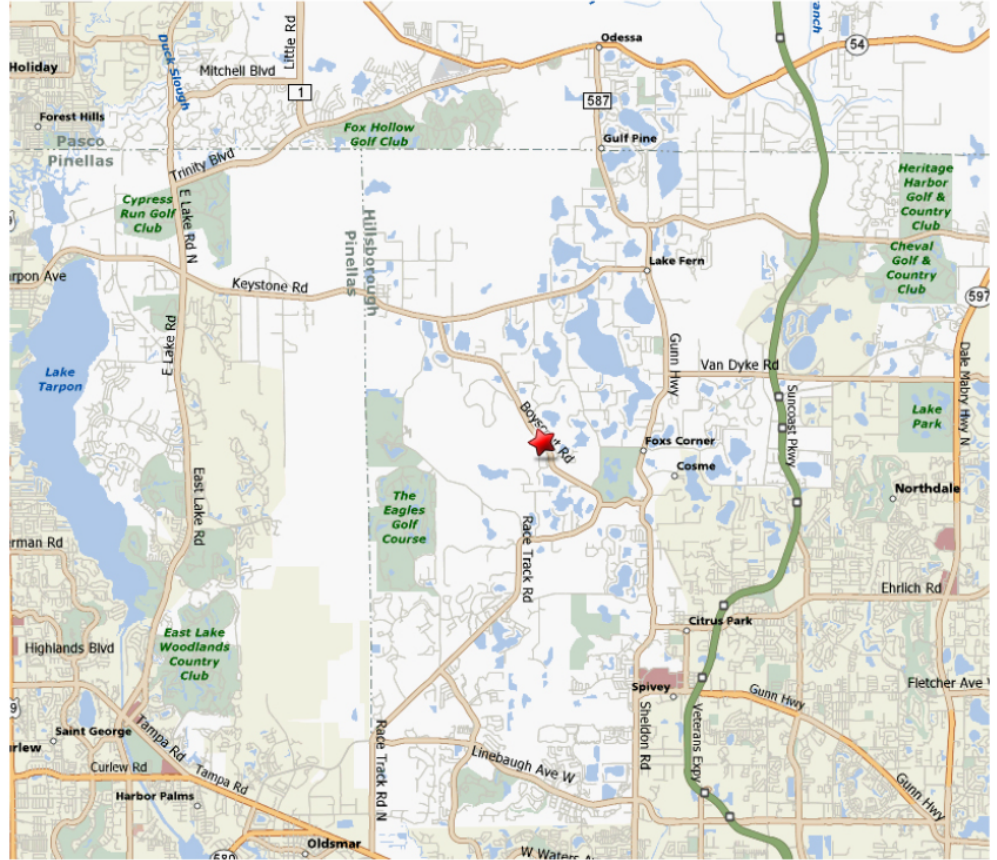 Little Rd
Duck Slough
Holiday
Mitchell Blvd
1
Odessa
54
587
Forest Hills
Pasco
Pinellas
Fox Hollow
Golf Club
Gulf Pine
Trinity Blvd
Heritage
Harbor
Golf &
Country
Club
Cypress
Run Golf
Club
E Lake Rd N
Hillsborough
Pinellas
Cheval
Golf &
Country
Club
Lake Fern
Keystone Rd
597
E Lake Rd
Gunn Hwy
Van Dyke Rd
Dale Mabry Hwy N
Lake
Tarpon
Suncoast Pkwy
Lake
Park
Foxs Corner
Cosme
Northdale
The
Eagles
Golf
Course
East Lake Rd
Race Track Rd
Ehrlich Rd
Citrus Park
East Lake
Woodlands
Country
Club
Highlands Blvd
Spivey
Gunn Hwy
Fletcher Ave
Saint George
Tampa Rd
Race Track Rd N
Sheldon Rd
Veterans Expy
Linebaugh Ave W
Curlew Rd
Tampa Rd
Gunn Hwy
Harbor Palms
Oldsmar
W Waters